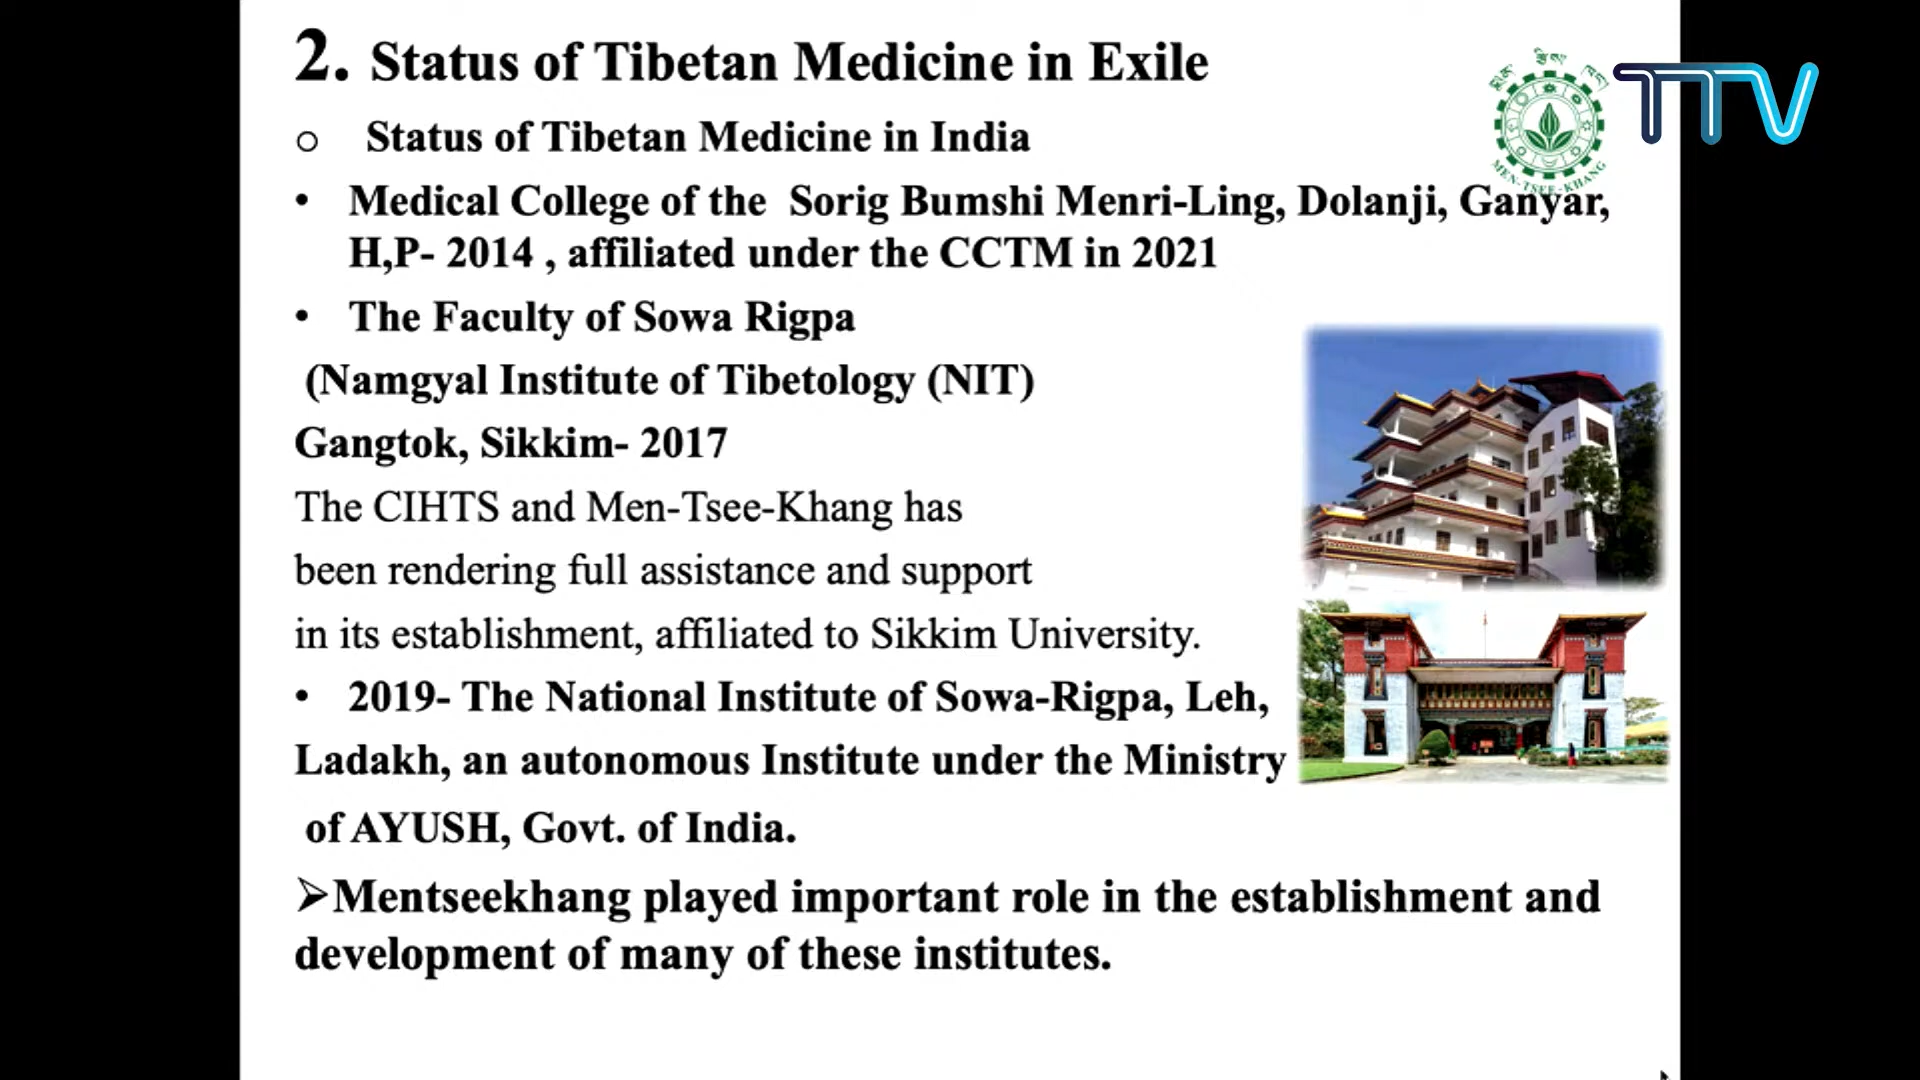 2. Status of Tibetan Medicine in Exile
TTV
MEN-TSEE-KHANG
o Status of Tibetan Medicine in India
• Medical College of the Sorig Bumshi Menri-Ling, Dolanji, Ganyar,
H,P- 2014 , affiliated under the CCTM in 2021
• The Faculty of Sowa Rigpa
(Namgyal Institute of Tibetology (NIT)
Gangtok, Sikkim- 2017
The CIHTS and Men-Tsee-Khang has
been rendering full assistance and support
in its establishment, affiliated to Sikkim University.
• 2019- The National Institute of Sowa-Rigpa, Leh,
Ladakh, an autonomous Institute under the Ministry
of AYUSH, Govt. of India.
➢Mentseekhang played important role in the establishment and
development of many of these institutes.